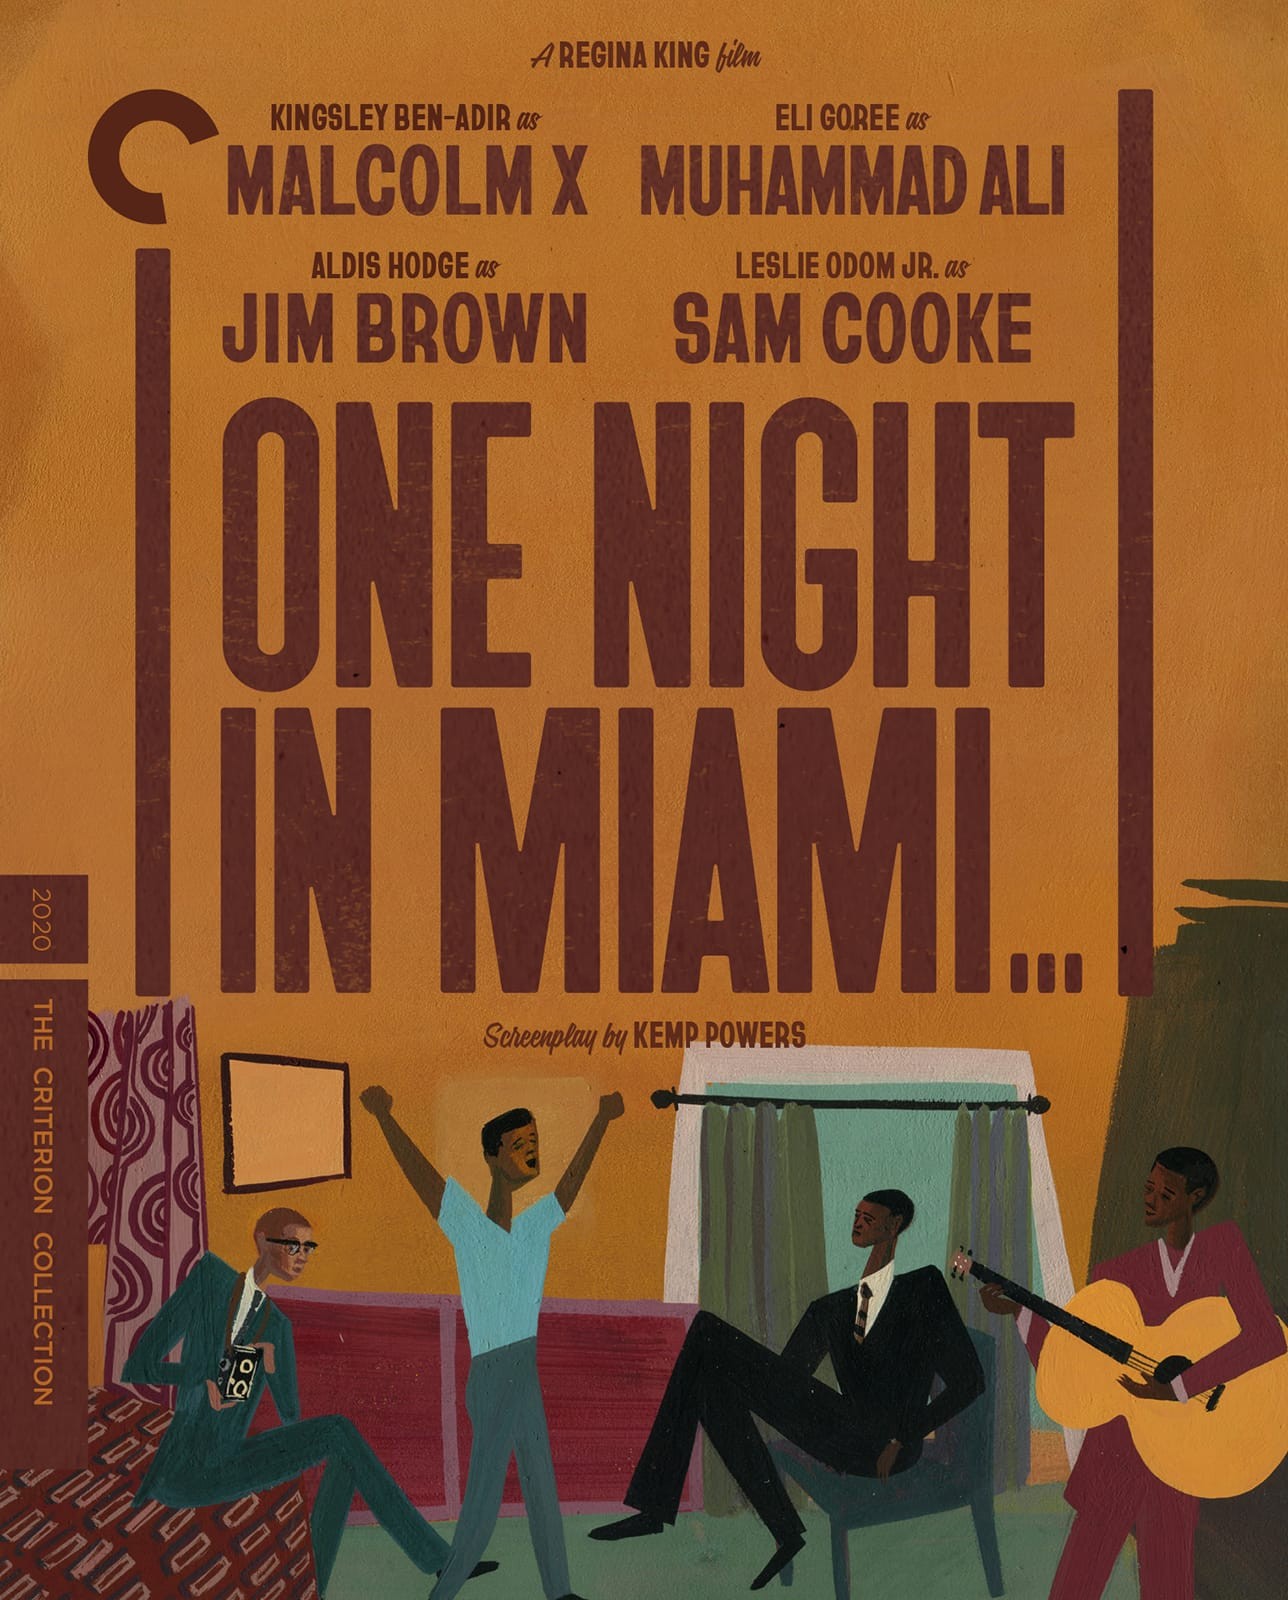 A REGINA KING film
KINGSLEY BEN-ADIR as
MALCOLM X
ELI GOREE as
MUHAMMAD ALI
ALDIS HODGE as
JIM BROWN
LESLIE ODOM JR. as
SAM COOKE
ONE NIGHT
IN MIAMI...
Screenplay by KEMP POWERS
2020
THE CRITERION COLLECTION